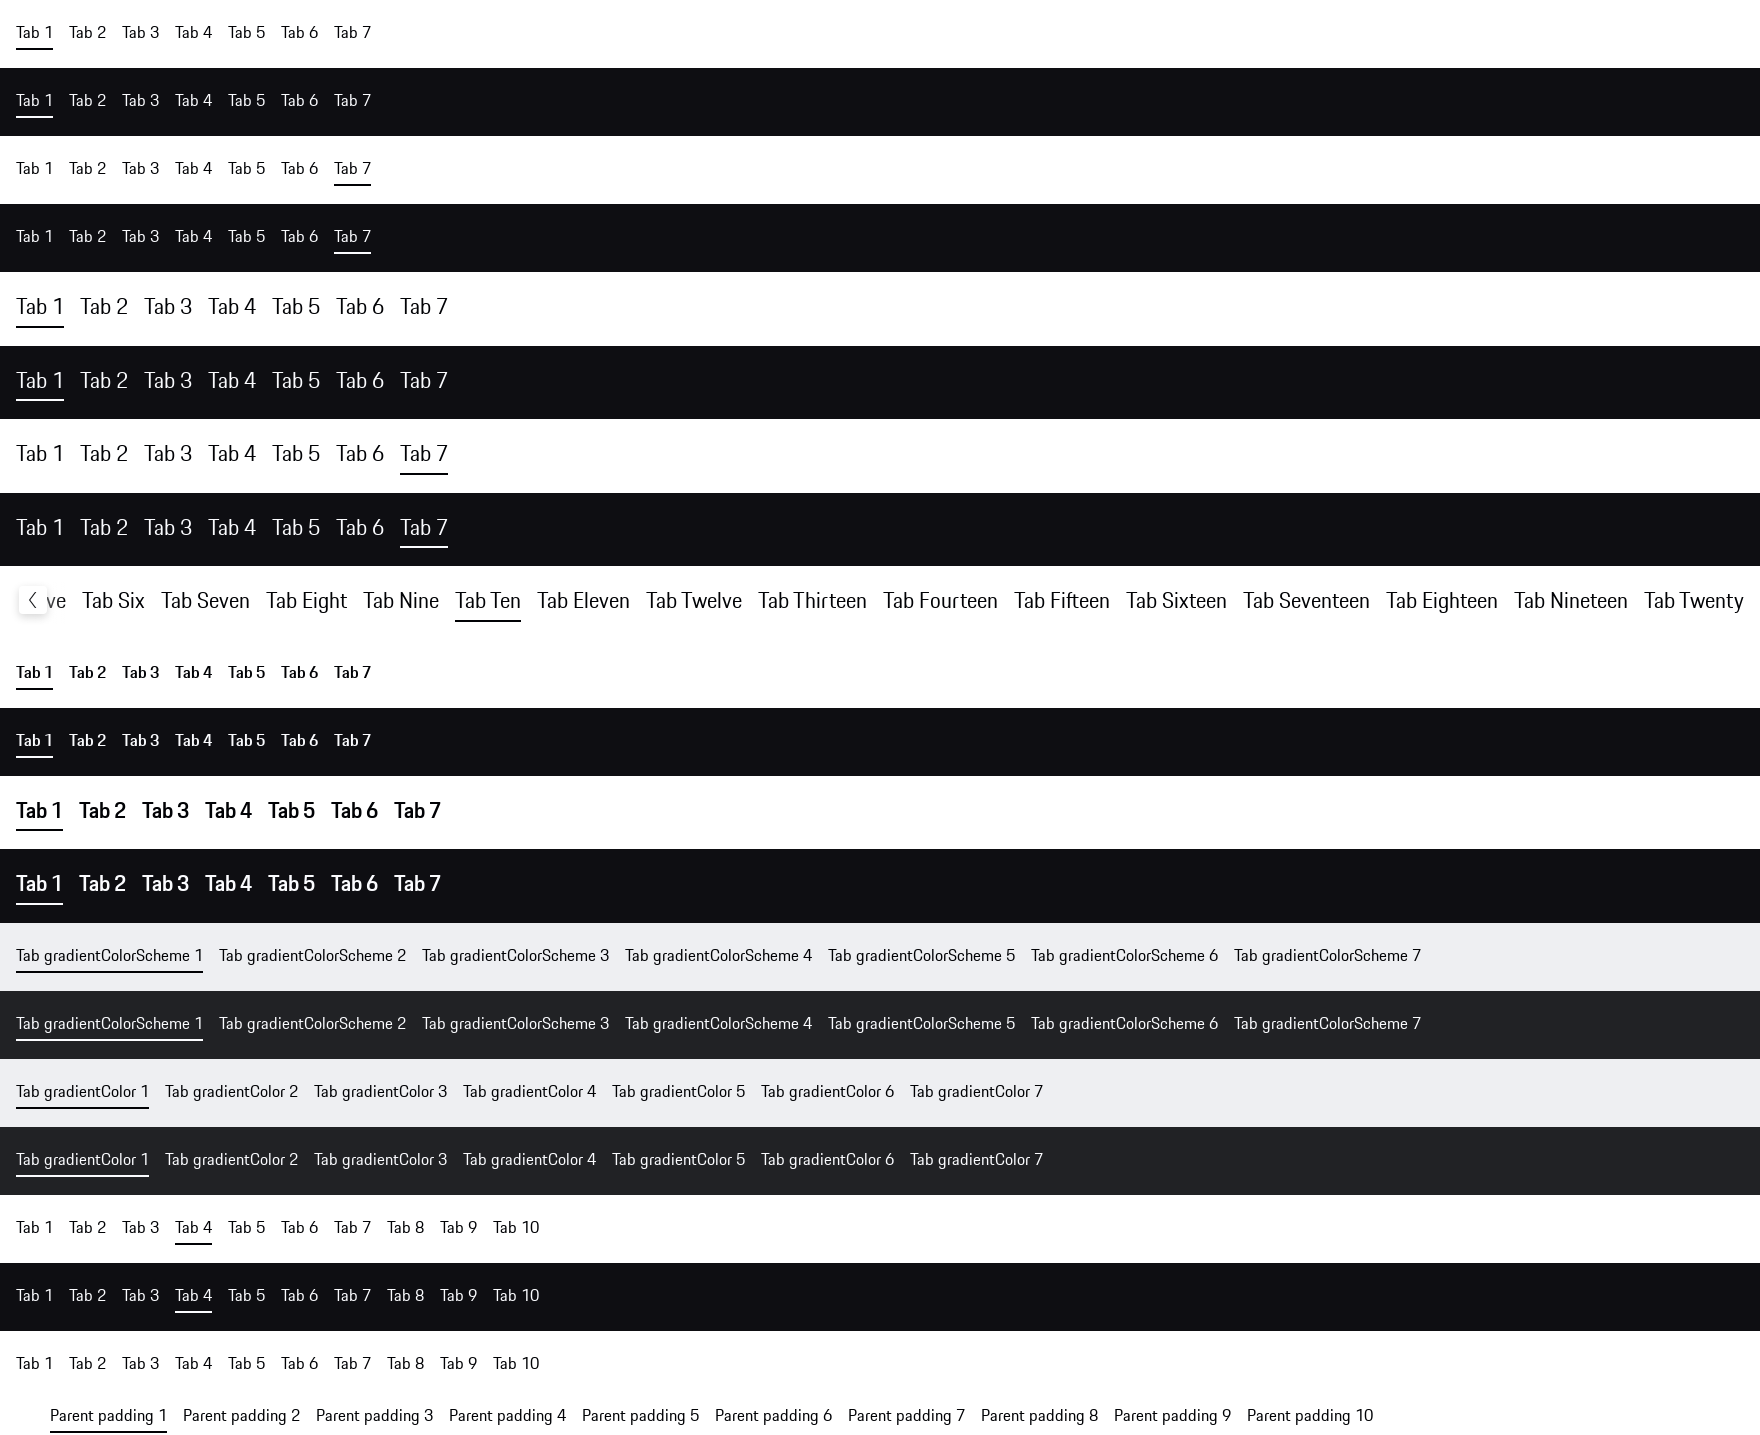 Tab 1 Tab 2 Tab 3 Tab 4 Tab 5 Tab 6 Tab 7
Tab 1 Tab 2 Tab 3 Tab 4 Tab 5 Tab 6 Tab 7
Tab 1 Tab 2 Tab 3 Tab 4 Tab 5 Tab 6 Tab 7
Tab 1 Tab 2 Tab 3 Tab 4 Tab 5 Tab 6 Tab 7
Tab 1 Tab 2 Tab 3 Tab 4 Tab 5 Tab 6 Tab 7
Tab 1 Tab 2 Tab 3 Tab 4 Tab 5 Tab 6 Tab 7
Tab 1 Tab 2 Tab 3 Tab 4 Tab 5 Tab 6 Tab 7
Tab 1 Tab 2 Tab 3 Tab 4 Tab 5 Tab 6 Tab 7
ve Tab Six Tab Seven Tab Eight Tab Nine Tab Ten Tab Eleven Tab Twelve Tab Thirteen Tab Fourteen Tab Fifteen Tab Sixteen Tab Seventeen Tab Eighteen Tab Nineteen Tab Twenty
Tab 1 Tab 2 Tab 3 Tab 4 Tab 5 Tab 6 Tab 7
Tab 1 Tab 2 Tab 3 Tab 4 Tab 5 Tab 6 Tab 7
Tab 1 Tab 2 Tab 3 Tab 4 Tab 5 Tab 6 Tab 7
Tab 1 Tab 2 Tab 3 Tab 4 Tab 5 Tab 6 Tab 7
Tab gradientColorScheme 1 Tab gradientColorScheme 2 Tab gradientColorScheme 3 Tab gradientColorScheme 4 Tab gradientColorScheme 5 Tab gradientColorScheme 6 Tab gradientColorScheme 7
Tab gradientColorScheme 1 Tab gradientColorScheme 2 Tab gradientColorScheme 3 Tab gradientColorScheme 4 Tab gradientColorScheme 5 Tab gradientColorScheme 6 Tab gradientColorScheme 7
Tab gradientColor 1 Tab gradientColor 2 Tab gradientColor 3 Tab gradientColor 4 Tab gradientColor 5 Tab gradientColor 6 Tab gradientColor 7
Tab gradientColor 1 Tab gradientColor 2 Tab gradientColor 3 Tab gradientColor 4 Tab gradientColor 5 Tab gradientColor 6 Tab gradientColor 7
Tab 1 Tab 2 Tab 3 Tab 4 Tab 5 Tab 6 Tab 7 Tab 8 Tab 9 Tab 10
Tab 1 Tab 2 Tab 3 Tab 4 Tab 5 Tab 6 Tab 7 Tab 8 Tab 9 Tab 10
Tab 1 Tab 2 Tab 3 Tab 4 Tab 5 Tab 6 Tab 7 Tab 8 Tab 9 Tab 10
Parent padding 1 Parent padding 2 Parent padding 3 Parent padding 4 Parent padding 5 Parent padding 6 Parent padding 7 Parent padding 8 Parent padding 9 Parent padding 10